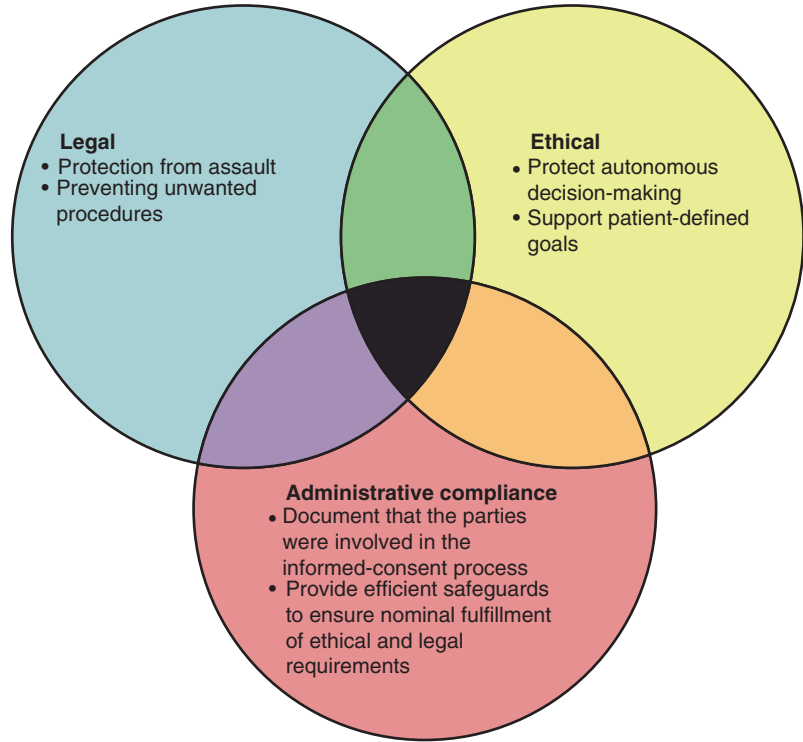 Legal
• Protection from assault
• Preventing unwanted
procedures
Ethical
• Protect autonomous
decision-making
• Support patient-defined
goals
Administrative compliance
• Document that the parties
were involved in the
informed-consent process
• Provide efficient safeguards
to ensure nominal fulfillment
of ethical and legal
requirements